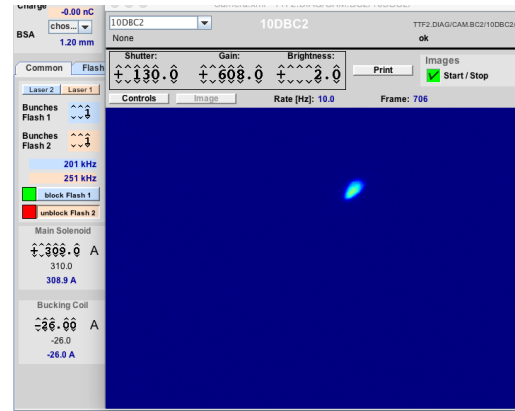 Charge
-0.00 nC
chos...
BSA
1.20 mm
Common Flash
Laser 2 Laser 1
Bunches
Flash 1
1
Bunches
Flash 2
1
201 kHz
251 kHz
block Flash 1
unblock Flash 2
Main Solenoid
+ 309.0 A
310.0
308.9 A
Bucking Coil
-26.00 A
-26.0
-26.0 A
10DBC2
10DBC2
TTF2.DIAG/CAM.BC2/10DBC2/
None
ok
Shutter: Gain: Brightness:
+ 130.0 + 608.0 + 2.0
Print
Images
Start / Stop
Controls Image Rate [Hz]: 10.0 Frame: 706